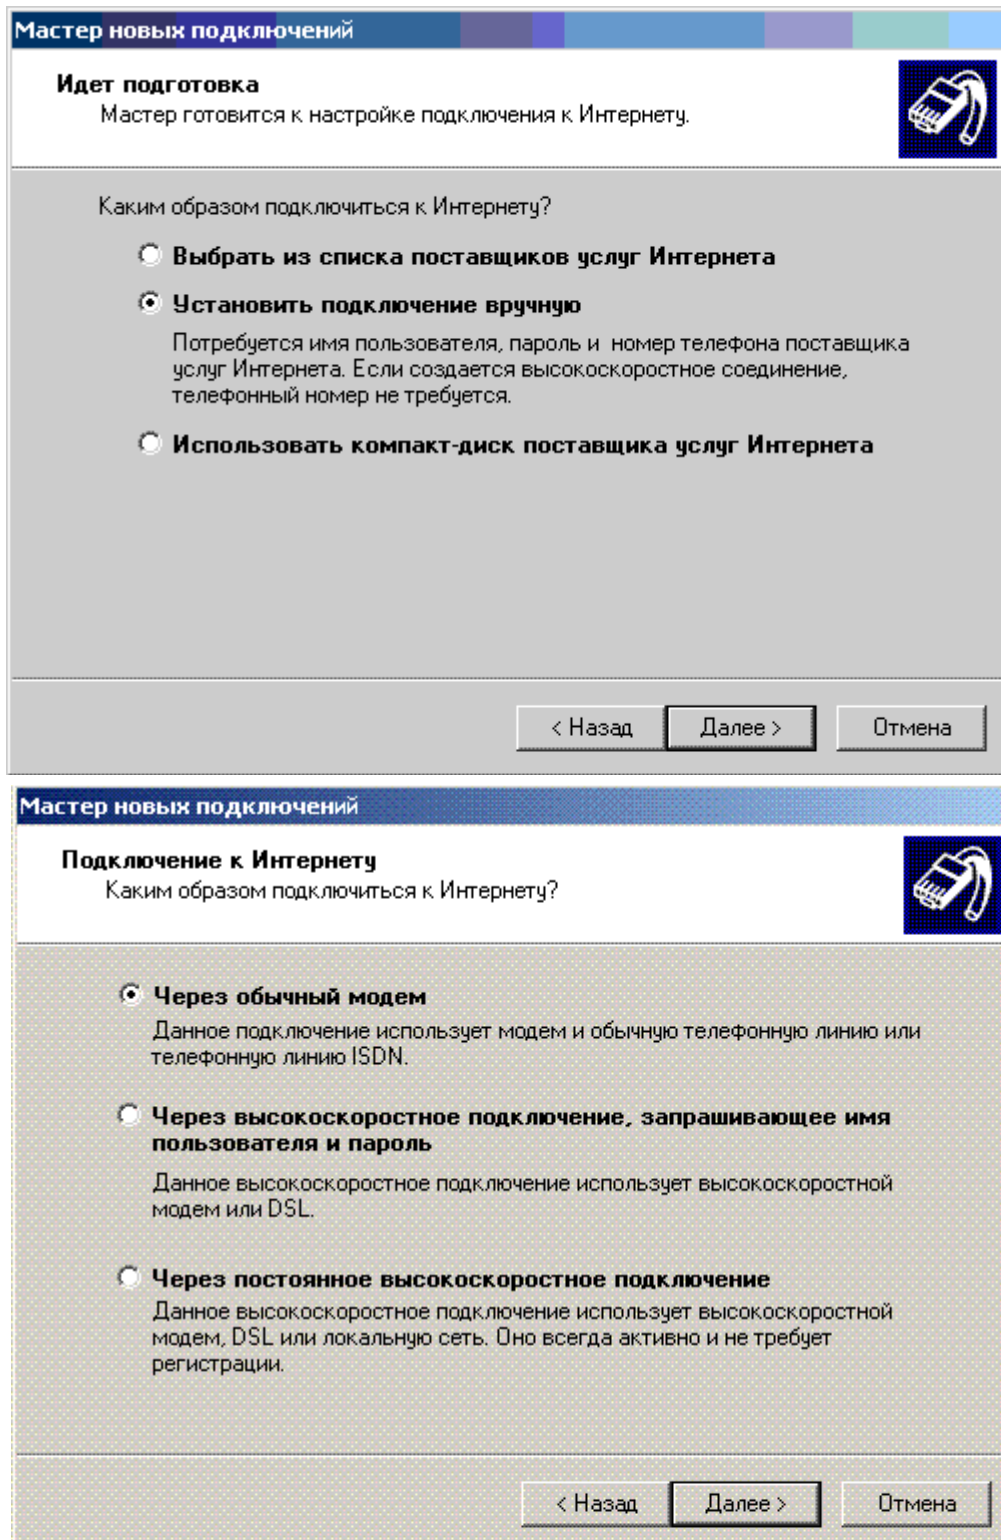 Мастер новых подключений
Идет подготовка
Мастер готовится к настройке подключения к Интернету.
Каким образом подключиться к Интернету?
Выбрать из списка поставщиков услуг Интернета
Установить подключение вручную
Потребуется имя пользователя, пароль и номер телефона поставщика
услуг Интернета. Если создается высокоскоростное соединение,
телефонный номер не требуется.
Использовать компакт-диск поставщика услуг Интернета
< Назад Далее > Отмена
Мастер новых подключений
Подключение к Интернету
Каким образом подключиться к Интернету?
Через обычный модем
Данное подключение использует модем и обычную телефонную линию или
телефонную линию ISDN.
Через высокоскоростное подключение, запрашивающее имя
пользователя и пароль
Данное высокоскоростное подключение использует высокоскоростной
модем или DSL.
Через постоянное высокоскоростное подключение
Данное высокоскоростное подключение использует высокоскоростной
модем, DSL или локальную сеть. Оно всегда активно и не требует
регистрации.
< Назад Далее > Отмена